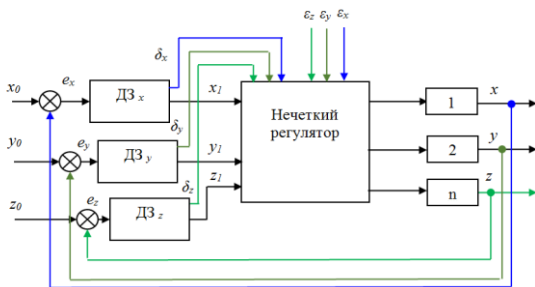 εz εy εx
δx
x0 ex ДЗ x x1 1 x
δy
Нечеткий
регулятор
y0 ey ДЗ y y1 2 y
δz
z1 n z
z0 ez ДЗ z